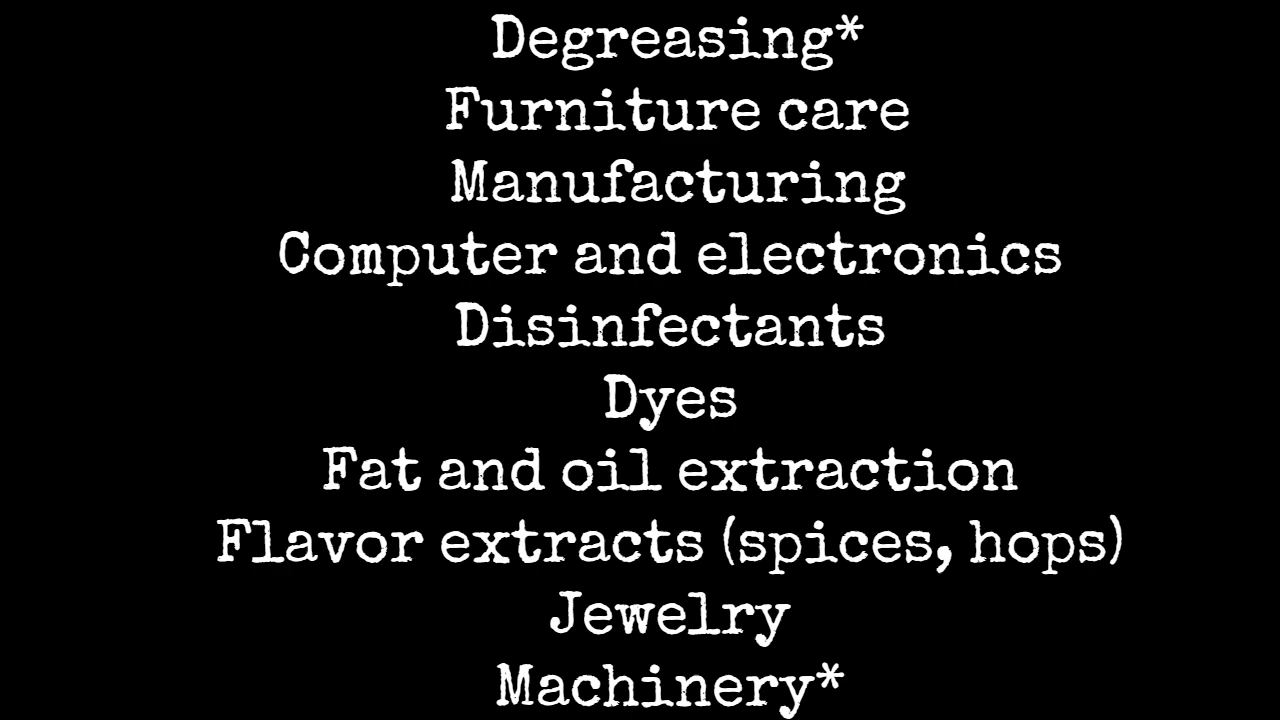 Degreasing*
Furniture care
Manufacturing
Computer and electronics
Disinfectants
Dyes
Fat and oil extraction
Flavor extracts (spices, hops)
Jewelry
Machinery*